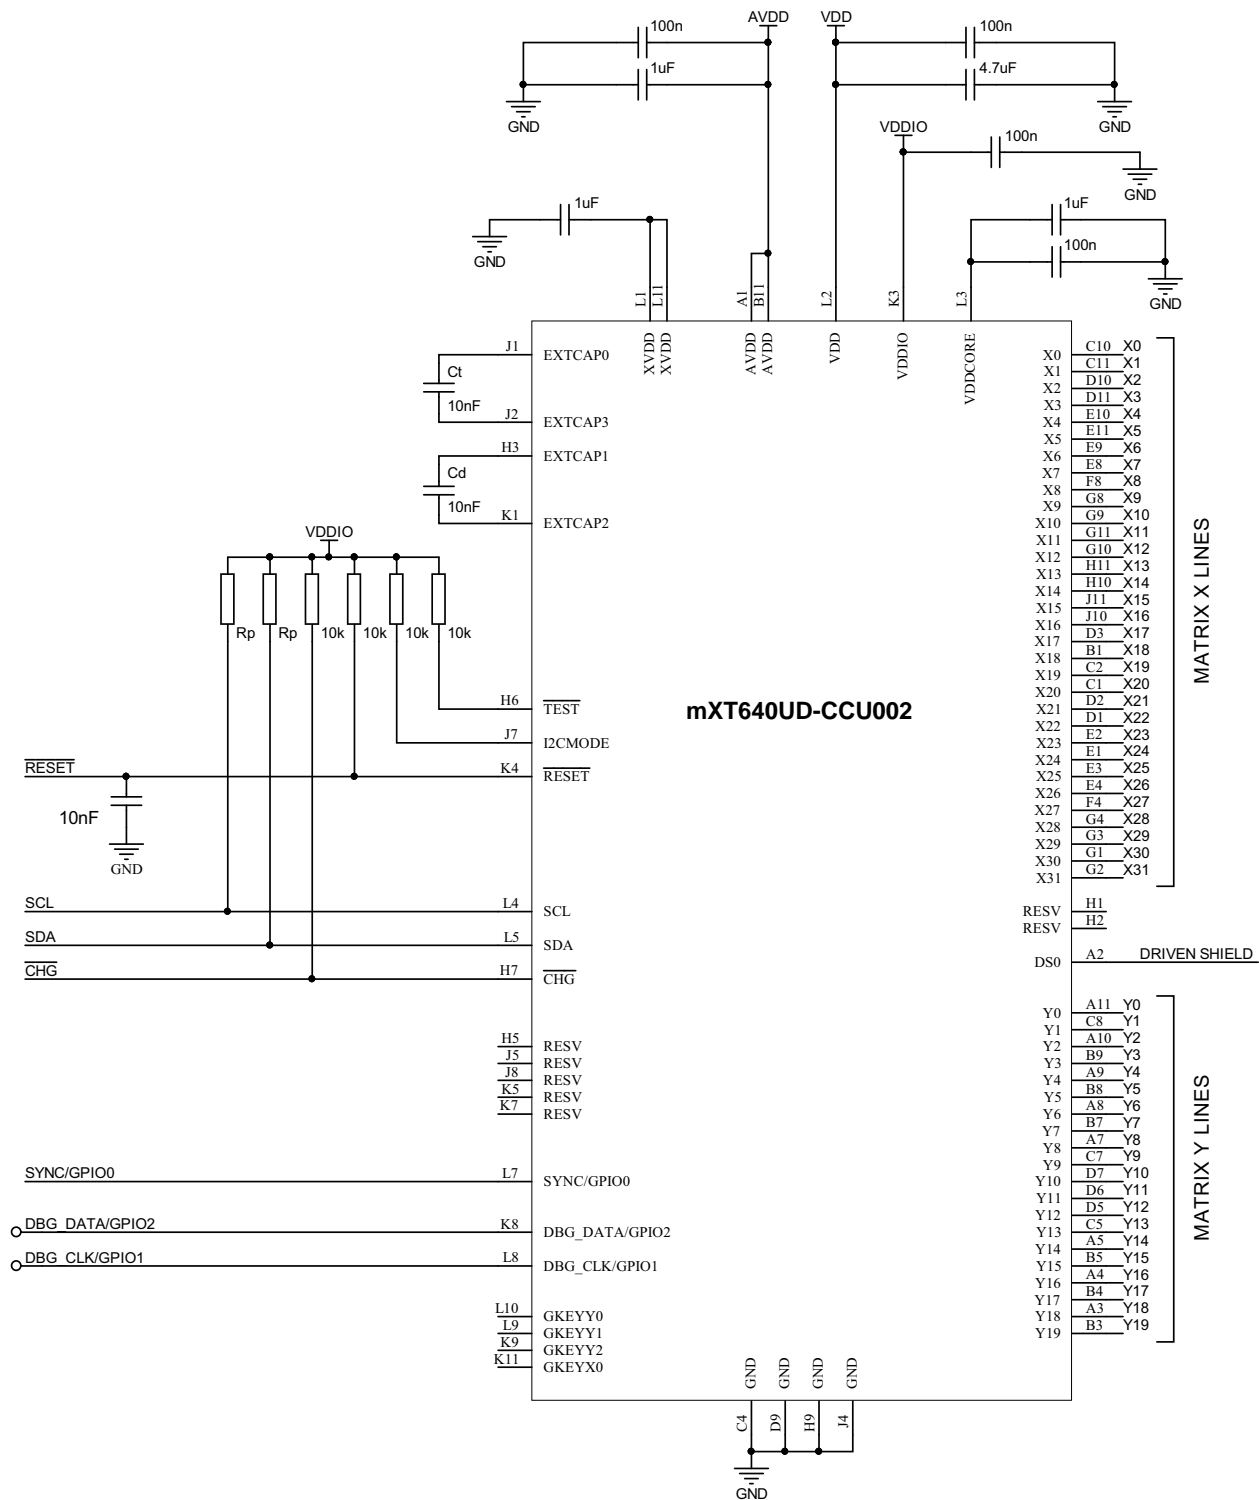 AVDD VDD
100n 100n
1uF 4.7uF
GND GND
VDDIO
100n
GND
1uF 1uF
GND 100n
GND
L1 L11 A1 B11 L2 K3 L3
XVDD XVDD AVDD AVDD VDD VDDIO VDDCORE
J1 EXTCAP0
Ct
10nF
J2 EXTCAP3
H3 EXTCAP1
Cd
10nF
K1 EXTCAP2
VDDIO
Rp Rp 10k 10k 10k 10k
H6 TEST
J7 I2CMODE
RESET K4 RESET
10nF
GND
SCL L4 SCL
SDA L5 SDA
CHG H7 CHG
H5 RESV
J5 RESV
J8 RESV
K5 RESV
K7 RESV
SYNC/GPIO0 L7 SYNC/GPIO0
DBG_DATA/GPIO2 K8 DBG_DATA/GPIO2
DBG_CLK/GPIO1 L8 DBG_CLK/GPIO1
L10 GKEYY0
L9 GKEYY1
K9 GKEYY2
K11 GKEYX0
mXT640UD-CCU002
X0 C10 X0
X1 C11 X1
X2 D10 X2
X3 D11 X3
X4 E10 X4
X5 E11 X5
X6 E9 X6
X7 E8 X7
X8 F8 X8
X9 G8 X9
X10 G9 X10
X11 G11 X11
X12 G10 X12
X13 H11 X13
X14 H10 X14
X15 J11 X15
X16 J10 X16
X17 D3 X17
X18 B1 X18
X19 C2 X19
X20 C1 X20
X21 D2 X21
X22 D1 X22
X23 E2 X23
X24 E1 X24
X25 E3 X25
X26 E4 X26
X27 F4 X27
X28 G4 X28
X29 G3 X29
X30 G1 X30
X31 G2 X31
MATRIX X LINES
RESV H1
RESV H2
DS0 A2 DRIVEN SHIELD
Y0 A11 Y0
Y1 C8 Y1
Y2 A10 Y2
Y3 B9 Y3
Y4 A9 Y4
Y5 B8 Y5
Y6 A8 Y6
Y7 B7 Y7
Y8 A7 Y8
Y9 C7 Y9
Y10 D7 Y10
Y11 D6 Y11
Y12 D5 Y12
Y13 C5 Y13
Y14 A5 Y14
Y15 B5 Y15
Y16 A4 Y16
Y17 B4 Y17
Y18 A3 Y18
Y19 B3 Y19
MATRIX Y LINES
GND GND GND GND
C4 D9 H9 J4
GND